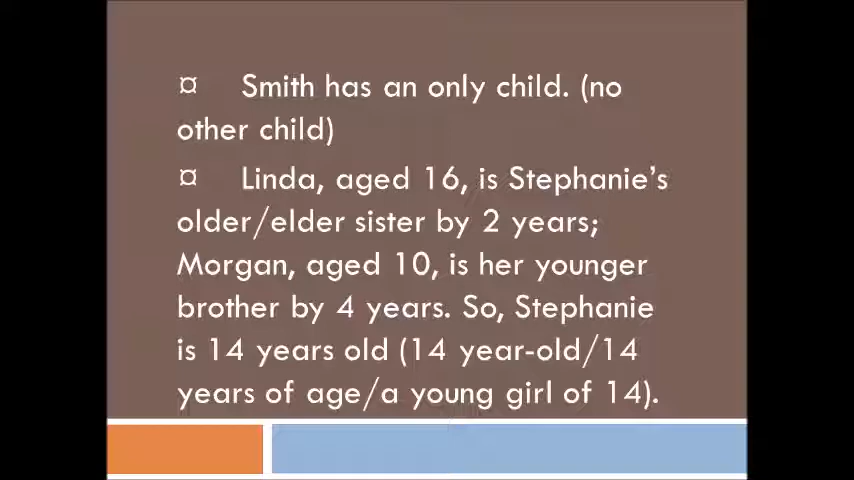 ¤ Smith has an only child. (no
other child)
¤ Linda, aged 16, is Stephanie’s
older/elder sister by 2 years;
Morgan, aged 10, is her younger
brother by 4 years. So, Stephanie
is 14 years old (14 year-old/14
years of age/a young girl of 14).